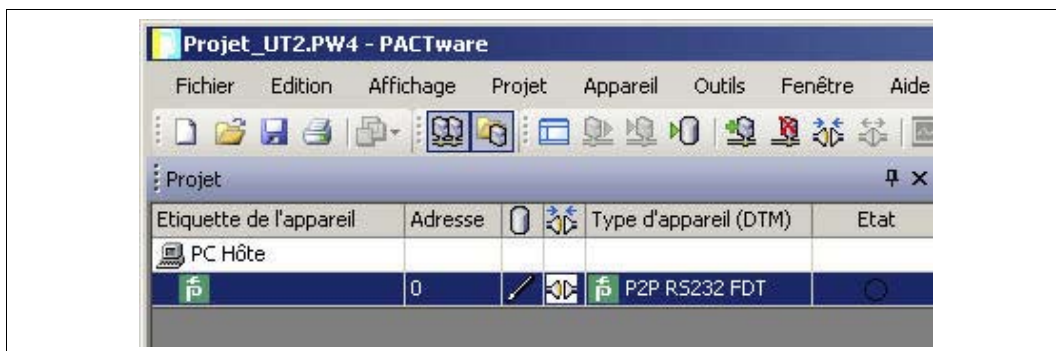 Projet_UT2.PW4 - PACTware
Fichier Edition Affichage Projet Appareil Outils Fenêtre Aide
Projet
Etiquette de l'appareil Adresse Type d'appareil (DTM) Etat
PC Hôte
0 P2P RS232 FDT